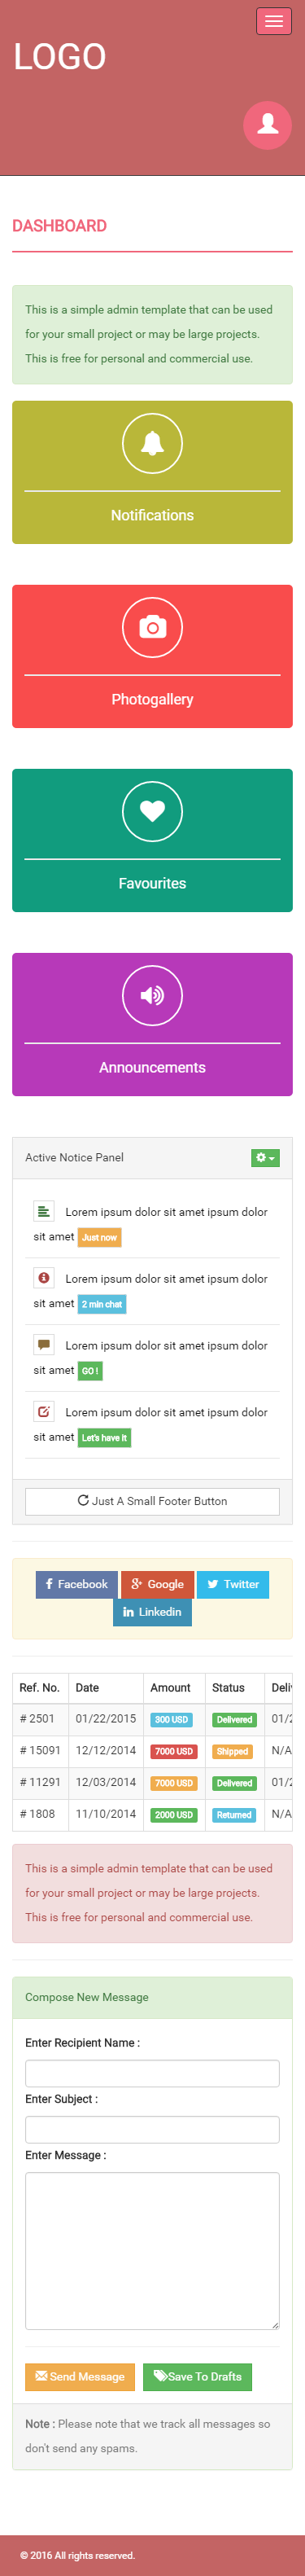 LOGO
DASHBOARD
This is a simple admin template that can be used
for your small project or may be large projects.
This is free for personal and commercial use.
Notifications
Photogallery
Favourites
Announcements
Active Notice Panel
Lorem ipsum dolor sit amet ipsum dolor
sit amet Just now
Lorem ipsum dolor sit amet ipsum dolor
sit amet 2 min chat
Lorem ipsum dolor sit amet ipsum dolor
sit amet GO !
Lorem ipsum dolor sit amet ipsum dolor
sit amet Let's have it
Just A Small Footer Button
Facebook Google Twitter
Linkedin
Ref. No. Date Amount Status
# 2501 01/22/2015 300 USD Delivered 01/2
# 15091 12/12/2014 7000 USD Shipped N/A
# 11291 12/03/2014 7000 USD Delivered 01/2
# 1808 11/10/2014 2000 USD Returned N/A
This is a simple admin template that can be used
for your small project or may be large projects.
This is free for personal and commercial use.
Compose New Message
Enter Recipient Name :
Enter Subject :
Enter Message :
Send Message Save To Drafts
Note : Please note that we track all messages so
don't send any spams.
© 2016 All rights reserved.